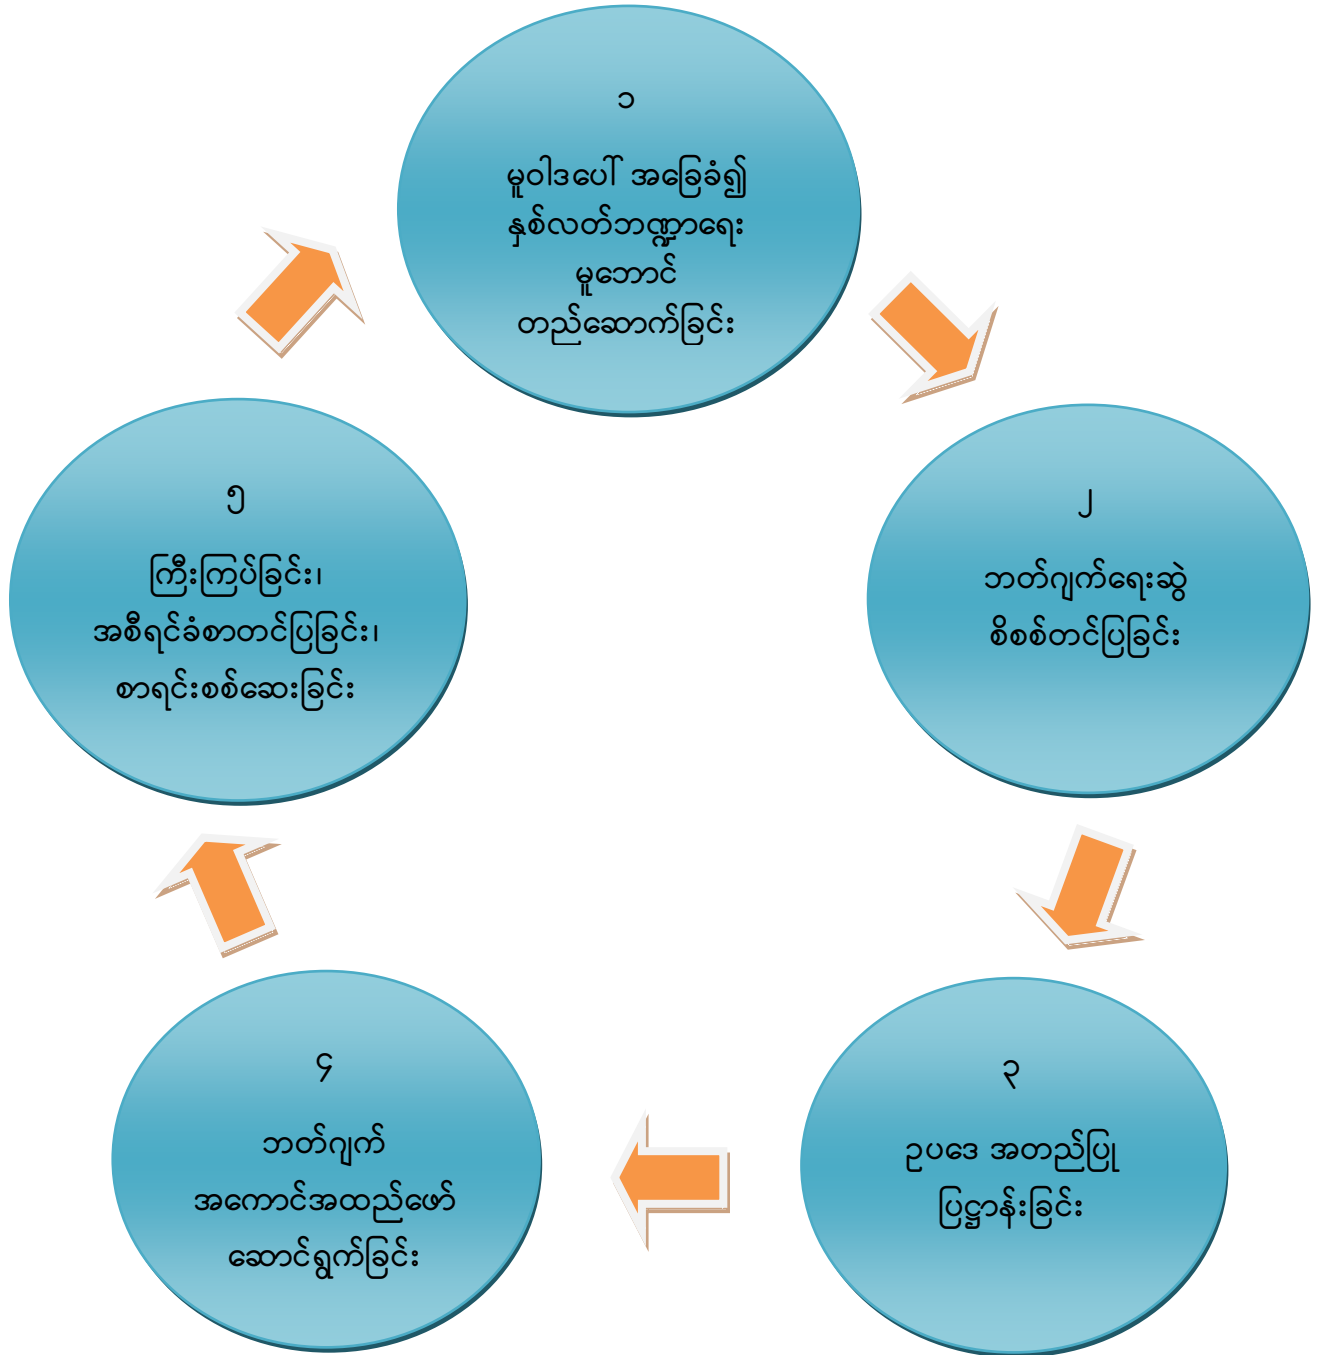 ၁
မူဝါဒပေါ် အခြေခံ၍
နှစ်လတ်ဘဏ္ဍာရေး
မူဘောင်
တည်ဆောက်ခြင်း
၂
ဘတ်ဂျက်ရေးဆွဲ
စိစစ်တင်ပြခြင်း
၃
ဥပဒေ အတည်ပြု
ပြဋ္ဌာန်းခြင်း
၄
ဘတ်ဂျက်
အကောင်အထည်ဖော်
ဆောင်ရွက်ခြင်း
၅
ကြီးကြပ်ခြင်း၊
အစီရင်ခံစာတင်ပြခြင်း၊
စာရင်းစစ်ဆေးခြင်း